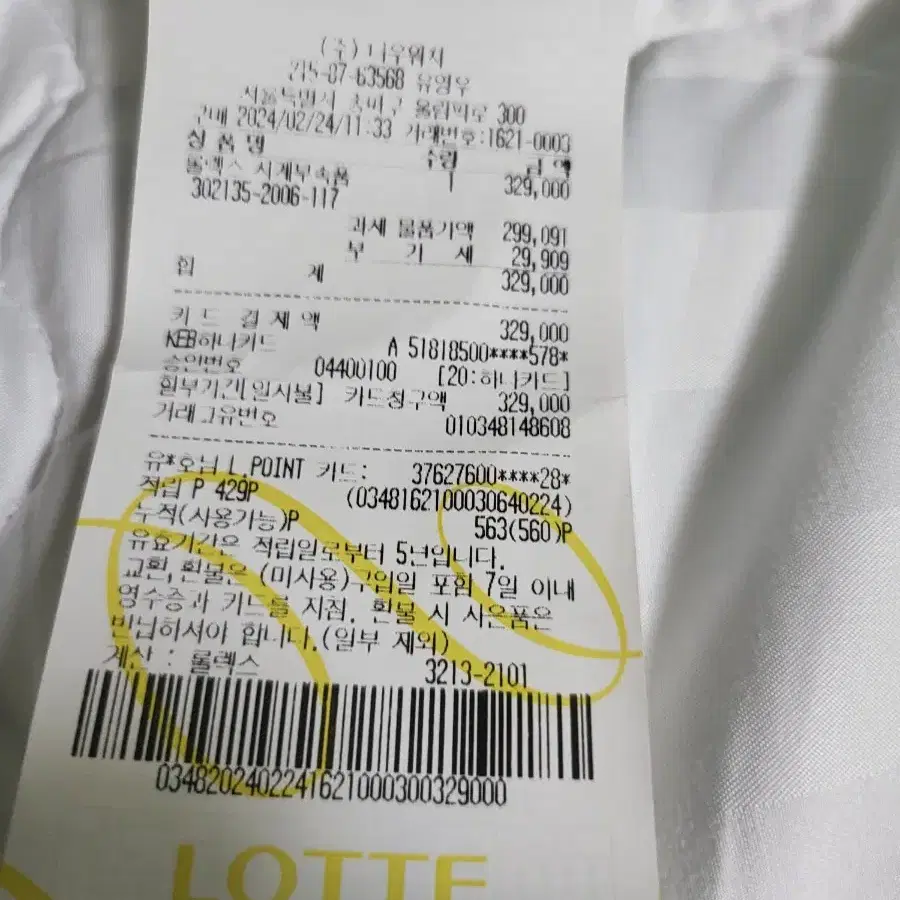 (주)나우워치
215-87-63568 유영우
서울특별시 송파구 올림픽로 300
구매 2024/02/24/11:33 거래번호:1621-0003
상 품 명 수량 금 액
롤렉스 시계부속품 1 329,000
302135-2006-117
과세 물품가액 299,091
부 가 세 29,909
합 계 329,000
카 드 결 제 액 329,000
KEB하나카드 A 51818500****578*
승인번호 04400100 [20:하나카드]
할부기간[일시불] 카드청구액 329,000
거래고유번호 010348148608
유*호님 L.POINT 카드: 37627600****28*
적립 P 429P (0348162100030640224)
누적(사용가능)P 563(560)P
유효기간은 적립일로부터 5년입니다.
교환,환불은 (미사용)구입일 포함 7일 이내
영수증과 카드를 지참. 환불 시 사은품은
반납하셔야 합니다.(일부 제외)
계산 : 롤렉스 3213-2101
0348202402241621000300329000
LOTTE